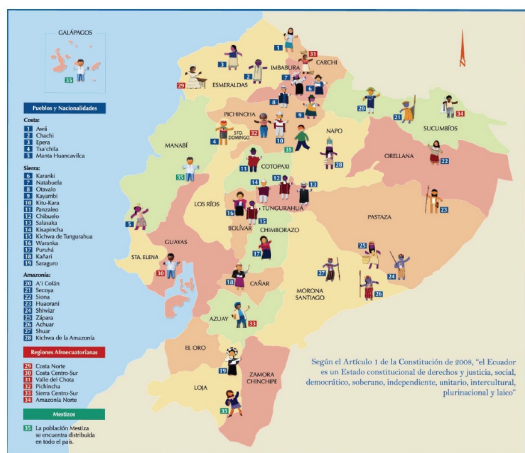 GALÁPAGOS
35
Pueblos y Nacionalidades
Costa:
1 Awá
2 Chachi
3 Epera
4 Tsa'chila
5 Manta Huancavilca
Sierra:
6 Karanki
7 Natabuela
8 Otavalo
9 Kayambi
10 Kitu-Kara
11 Panzaleo
12 Chibuleo
13 Salasaka
14 Kisapincha
15 Kichwa de Tungurahua
16 Waranka
17 Puruhá
18 Kañari
19 Saraguro
Amazonía:
20 A'I Cofán
21 Secoya
22 Siona
23 Huaorani
24 Shiwiar
25 Zápara
26 Achuar
27 Shuar
28 Kichwa de la Amazonía
Regiones Afroecuatorianas
29 Costa Norte
30 Costa Centro-Sur
31 Valle del Chota
32 Pichincha
33 Sierra Centro-Sur
34 Amazonía Norte
Mestizos
35 La población Mestiza
se encuentra distribuida
en todo el país.
ESMERALDAS
IMBABURA
CARCHI
SUCUMBÍOS
PICHINCHA
STO.
DOMINGO
NAPO
ORELLANA
MANABÍ
COTOPAXI
LOS RÍOS
TUNGURAHUA
PASTAZA
BOLÍVAR
CHIMBORAZO
GUAYAS
STA. ELENA
CAÑAR
MORONA
SANTIAGO
AZUAY
EL ORO
LOJA
ZAMORA
CHINCHIPE
Según el Artículo 1 de la Constitución de 2008, "el Ecuador
es un Estado constitucional de derechos y justicia, social,
democrático, soberano, independiente, unitario, intercultural,
plurinacional y laico"